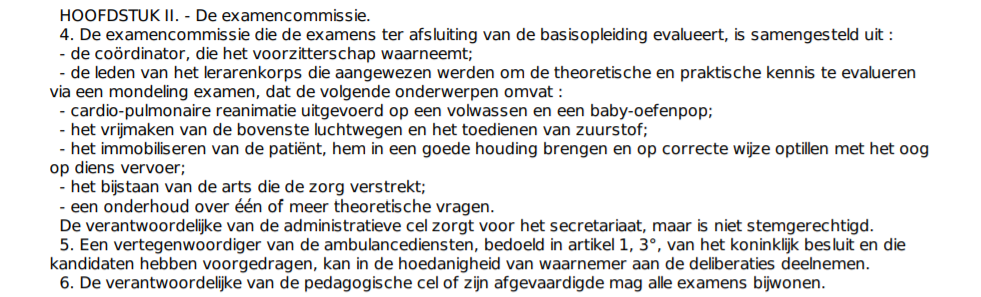 HOOFDSTUK II. - De examencommissie.
4. De examencommissie die de examens ter afsluiting van de basisopleiding evalueert, is samengesteld uit :
- de coördinator, die het voorzitterschap waarneemt;
- de leden van het lerarenkorps die aangewezen werden om de theoretische en praktische kennis te evalueren
via een mondeling examen, dat de volgende onderwerpen omvat :
- cardio-pulmonaire reanimatie uitgevoerd op een volwassen en een baby-oefenpop;
- het vrijmaken van de bovenste luchtwegen en het toedienen van zuurstof;
- het immobiliseren van de patiënt, hem in een goede houding brengen en op correcte wijze optillen met het oog
op diens vervoer;
- het bijstaan van de arts die de zorg verstrekt;
- een onderhoud over één of meer theoretische vragen.
De verantwoordelijke van de administratieve cel zorgt voor het secretariaat, maar is niet stemgerechtigd.
5. Een vertegenwoordiger van de ambulancediensten, bedoeld in artikel 1, 3°, van het koninklijk besluit en die
kandidaten hebben voorgedragen, kan in de hoedanigheid van waarnemer aan de deliberaties deelnemen.
6. De verantwoordelijke van de pedagogische cel of zijn afgevaardigde mag alle examens bijwonen.